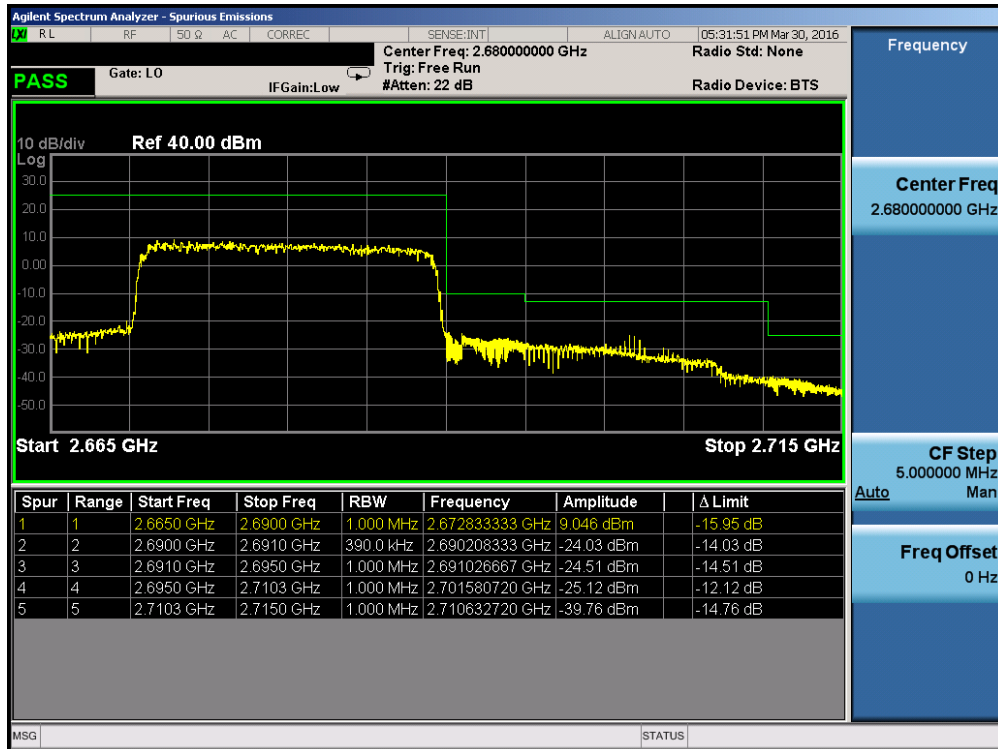 Agilent Spectrum Analyzer - Spurious Emissions
LXI RL RF 50 Ω AC CORREC SENSE:INT ALIGN AUTO 05:31:51 PM Mar 30, 2016
Center Freq: 2.680000000 GHz Radio Std: None
PASS Gate: LO Trig: Free Run
IFGain:Low #Atten: 22 dB Radio Device: BTS
10 dB/div Ref 40.00 dBm
Log
30.0
20.0
10.0
0.00
-10.0
-20.0
-30.0
-40.0
-50.0
Start 2.665 GHz Stop 2.715 GHz
Spur Range Start Freq Stop Freq RBW Frequency Amplitude Δ Limit
1 1 2.6650 GHz 2.6900 GHz 1.000 MHz 2.672833333 GHz 9.046 dBm -15.95 dB
2 2 2.6900 GHz 2.6910 GHz 390.0 kHz 2.690208333 GHz -24.03 dBm -14.03 dB
3 3 2.6910 GHz 2.6950 GHz 1.000 MHz 2.691026667 GHz -24.51 dBm -14.51 dB
4 4 2.6950 GHz 2.7103 GHz 1.000 MHz 2.701580720 GHz -25.12 dBm -12.12 dB
5 5 2.7103 GHz 2.7150 GHz 1.000 MHz 2.710632720 GHz -39.76 dBm -14.76 dB
MSG STATUS
Frequency
Center Freq
2.680000000 GHz
CF Step
5.000000 MHz
Auto Man
Freq Offset
0 Hz